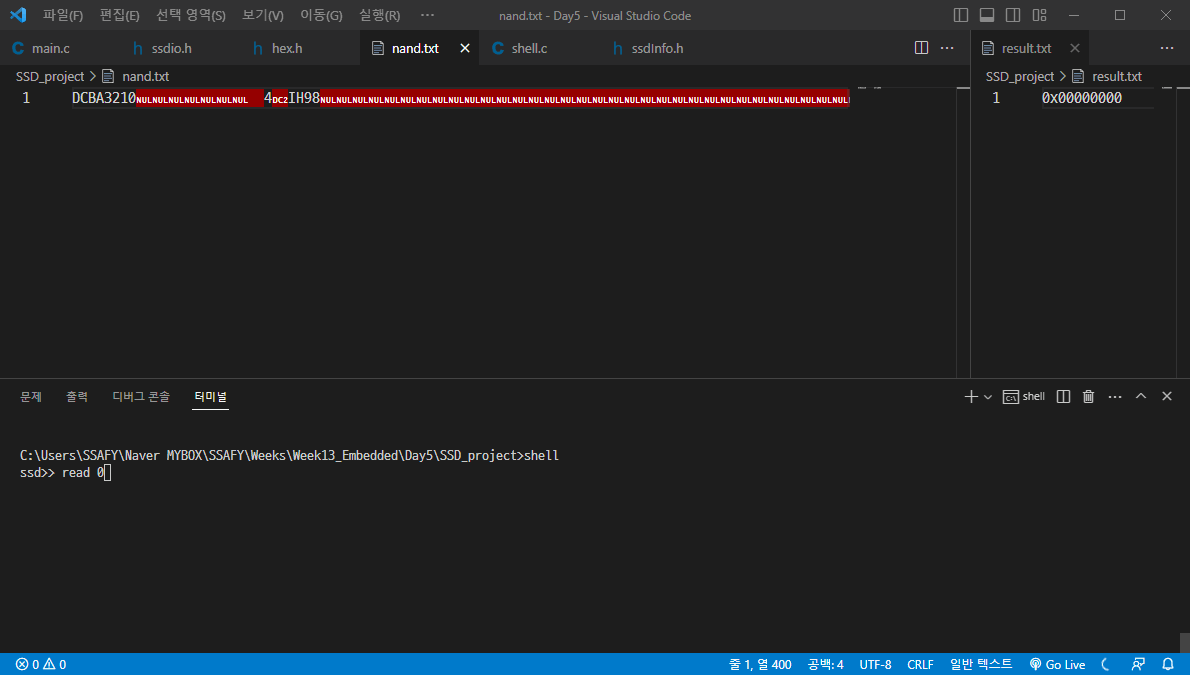 파일(F) 편집(E) 선택 영역(S) 보기(V) 이동(G) 실행(R) ··· nand.txt - Day5 - Visual Studio Code
C main.c h ssdio.h h hex.h nand.txt C shell.c h ssdInfo.h ··· result.txt ···
SSD_project > nand.txt SSD_project > result.txt
1 DCBA3210NULNULNULNULNULNULNUL 4DC2IH98NULNULNULNULNULNULNULNULNULNULNULNULNULNULNULNULNULNULNULNULNULNULNULNULNULNULNULNULNULNULNULNULNUL 1 0x00000000
문제 출력 디버그 콘솔 터미널 shell ···
C:\Users\SSAFY\Naver MYBOX\SSAFY\Weeks\Week13_Embedded\Day5\SSD_project>shell
ssd>> read 0
0 0 줄 1, 열 400 공백: 4 UTF-8 CRLF 일반 텍스트 Go Live